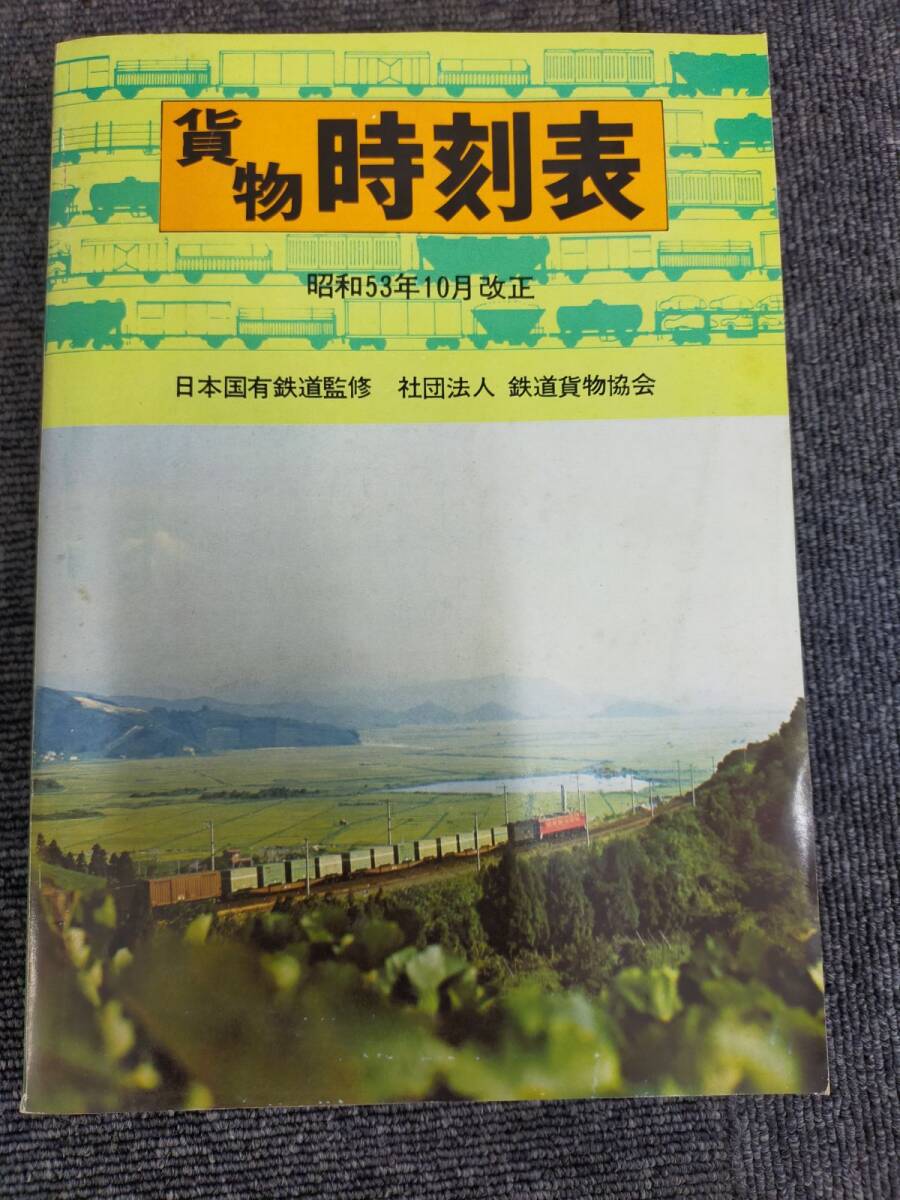 貨物時刻表
昭和53年10月改正
日本国有鉄道監修 社団法人 鉄道貨物協会